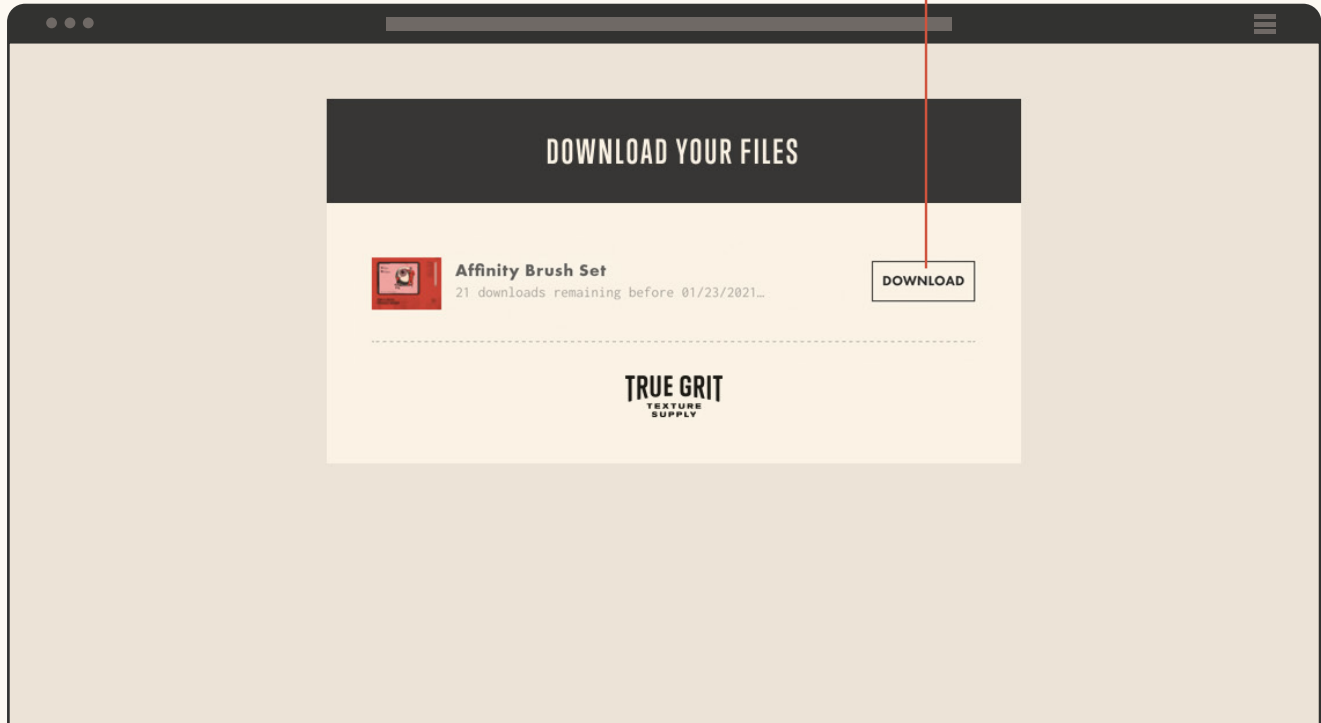 DOWNLOAD YOUR FILES
Affinity Brush Set
21 downloads remaining before 01/23/2021…
DOWNLOAD
TRUE GRIT
TEXTURE
SUPPLY